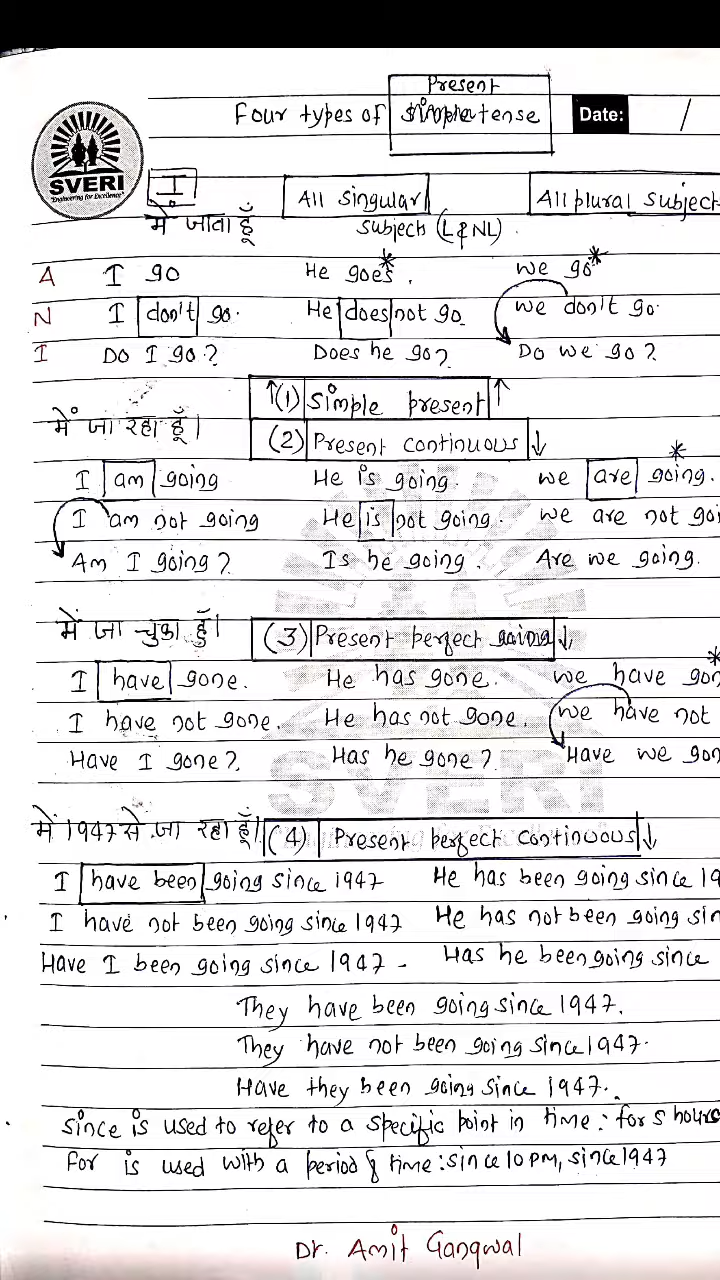 Present
Four types of simple tense Date: /
SVERI
"Engineering for Excellence"
I All singular All plural subject
में जाता हूँ subject (L & NL)
A I go He goes. we go
N I don't go. He does not go we don't go
I Do I go? Does he go? Do we go?
(1) Simple present
में जा रहा हूँ। (2) Present continuous
I am going He is going. we are going.
I am not going He is not going. we are not goi
Am I going? Is he going. Are we going.
में जा चुका हुँ। (3) Present perfect
I have gone. He has gone. we have gon
I have not gone. He has not gone. we have not
Have I gone? Has he gone? Have we gon
में 1947 से जा रहा हूँ। (4) Present perfect continuous
I have been going since 1947 He has been going since 19
I have not been going since 1947 He has not been going sin
Have I been going since 1947 - Has he been going since
They have been going since 1947.
They have not been going since 1947.
Have they been going since 1947.
since is used to refer to a specific point in time: for 5 hours
For is used with a period of time: since 10 pm, since 1947
Dr. Amit Gangwal